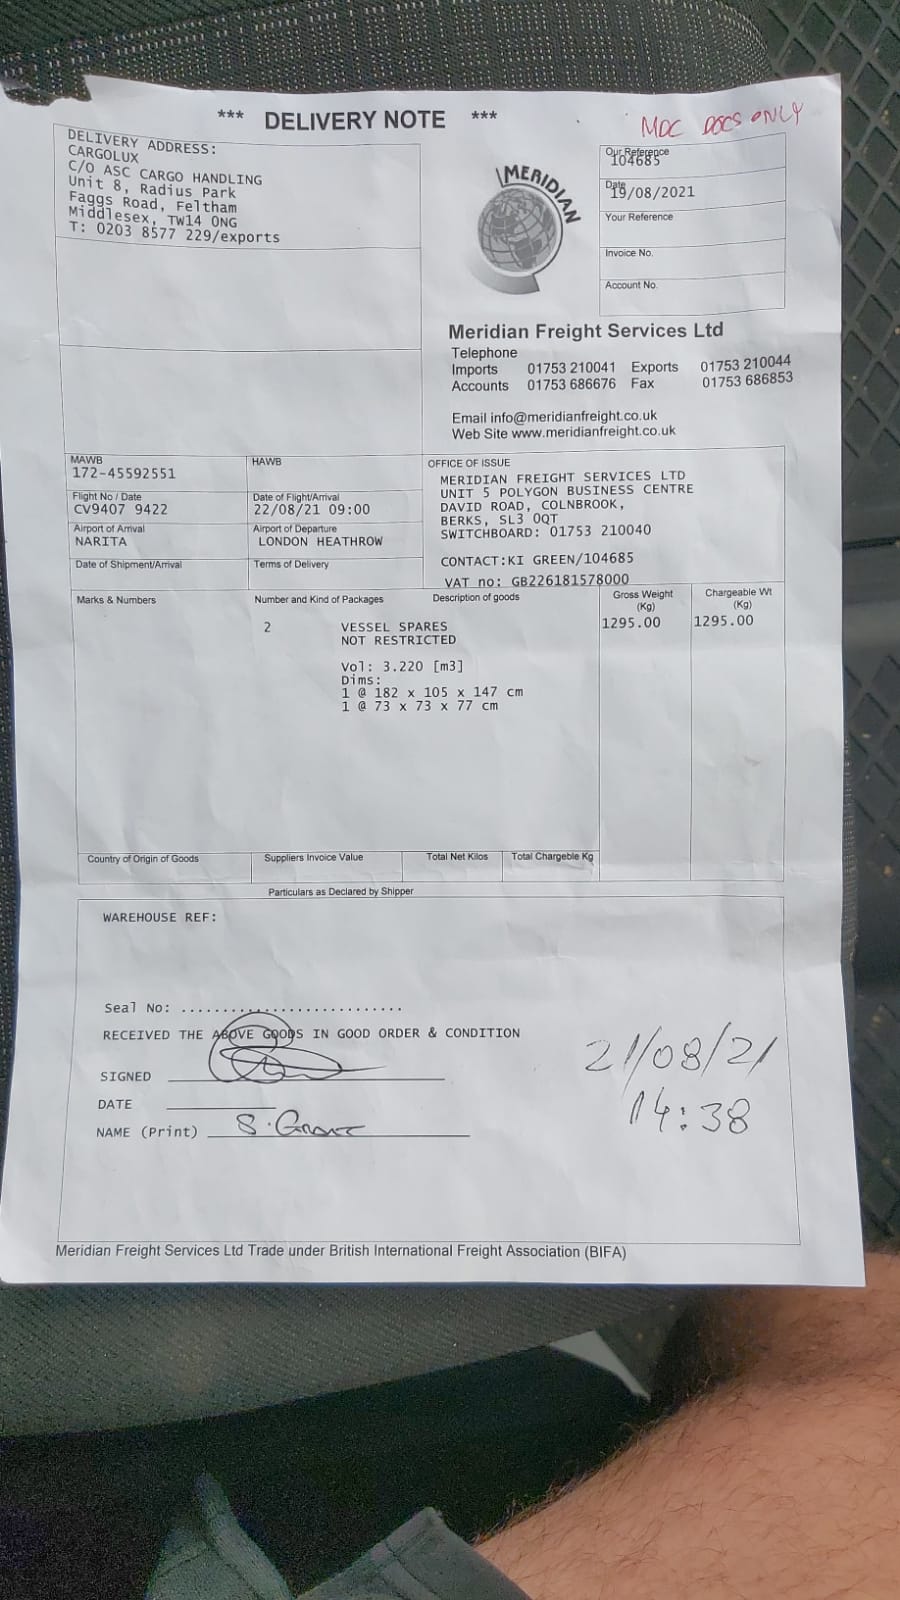 *** DELIVERY NOTE ***
MDC DOCS ONLY
DELIVERY ADDRESS:
CARGOLUX
C/O ASC CARGO HANDLING
Unit 8, Radius Park
Faggs Road, Feltham
Middlesex, TW14 0NG
T: 0203 8577 229/exports
MERIDIAN
Our Reference
104685
Date
19/08/2021
Your Reference
Invoice No.
Account No.
Meridian Freight Services Ltd
Telephone
Imports 01753 210041 Exports 01753 210044
Accounts 01753 686676 Fax 01753 686853
Email info@meridianfreight.co.uk
Web Site www.meridianfreight.co.uk
MAWB
172-45592551
HAWB
Flight No / Date
CV9407 9422
Date of Flight/Arrival
22/08/21 09:00
Airport of Arrival
NARITA
Airport of Departure
LONDON HEATHROW
Date of Shipment/Arrival
Terms of Delivery
OFFICE OF ISSUE
MERIDIAN FREIGHT SERVICES LTD
UNIT 5 POLYGON BUSINESS CENTRE
DAVID ROAD, COLNBROOK,
BERKS, SL3 0QT
SWITCHBOARD: 01753 210040
CONTACT:KI GREEN/104685
VAT no: GB226181578000
Marks & Numbers
Number and Kind of Packages
Description of goods
Gross Weight
(Kg)
Chargeable Wt
(Kg)
2 VESSEL SPARES 1295.00 1295.00
NOT RESTRICTED
Vol: 3.220 [m3]
Dims:
1 @ 182 x 105 x 147 cm
1 @ 73 x 73 x 77 cm
Country of Origin of Goods
Suppliers Invoice Value
Total Net Kilos
Total Chargeble Kg
Particulars as Declared by Shipper
WAREHOUSE REF:
Seal No: ...........................
RECEIVED THE ABOVE GOODS IN GOOD ORDER & CONDITION
SIGNED
DATE
NAME (Print) S.
21/08/21
14:38
Meridian Freight Services Ltd Trade under British International Freight Association (BIFA)